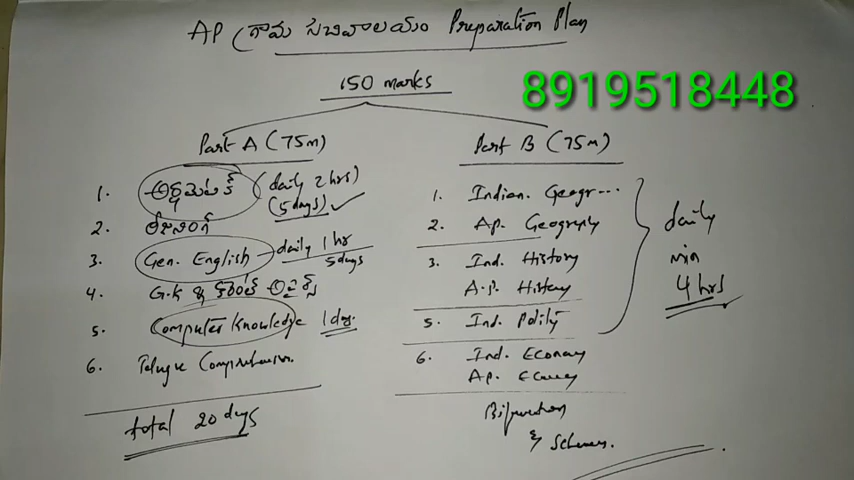 AP గ్రామ సచివాలయం Preparation Plan
150 marks
8919518448
Part A (75m)
1. అర్థమెటిక్ (daily 2 hrs)
(5 days)
2. రీజనింగ్
3. Gen. English - daily 1 hr
5 days
4. G.K & కరెంట్ అఫైర్స్
5. Computer Knowledge 1 day.
6. Telugu Comprehension.
total 20 days
Part B (75m)
1. Indian. Geogr...
2. Ap. Geography
3. Ind. History
A.P. History
5. Ind. Polity
6. Ind. Economy
Ap. Economy
Bifurcation
& Schemes.
daily
min
4 hrs